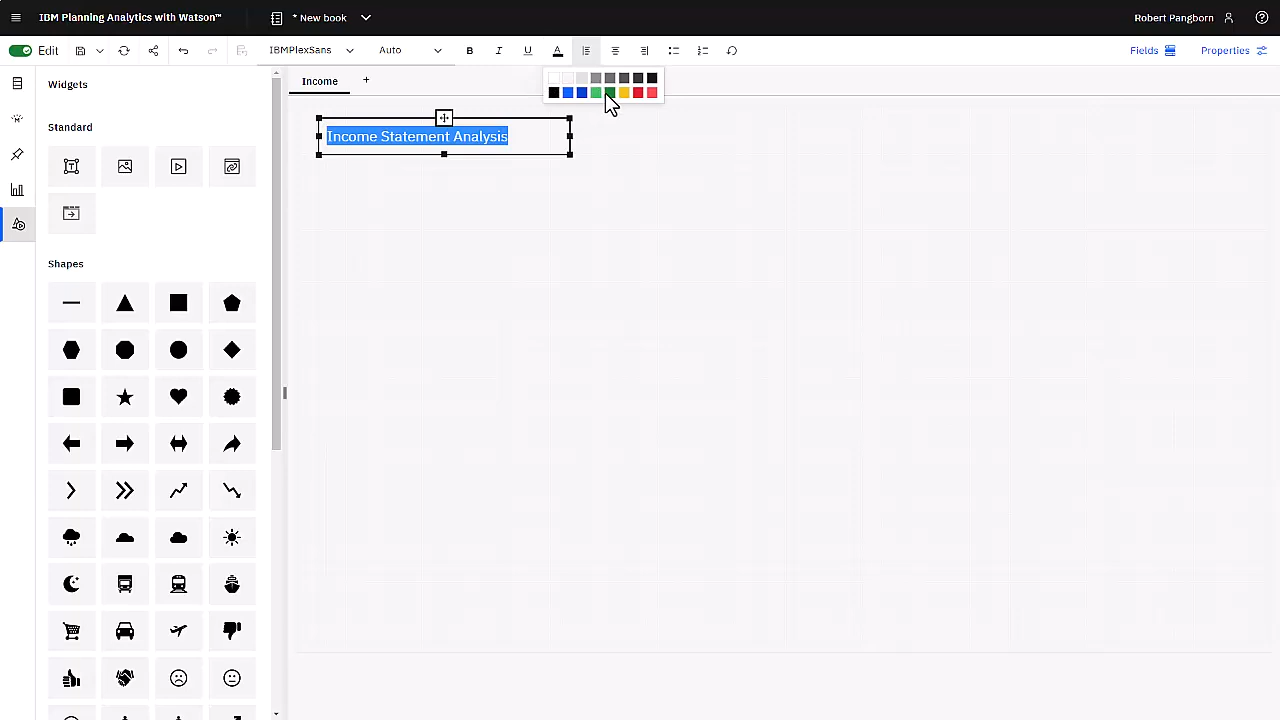 IBM Planning Analytics with Watson™
* New book
Robert Pangborn
Edit
IBMPlexSans
Auto
B
I
U
A
Fields
Properties
Widgets
Income
+
Standard
Income Statement Analysis
Shapes